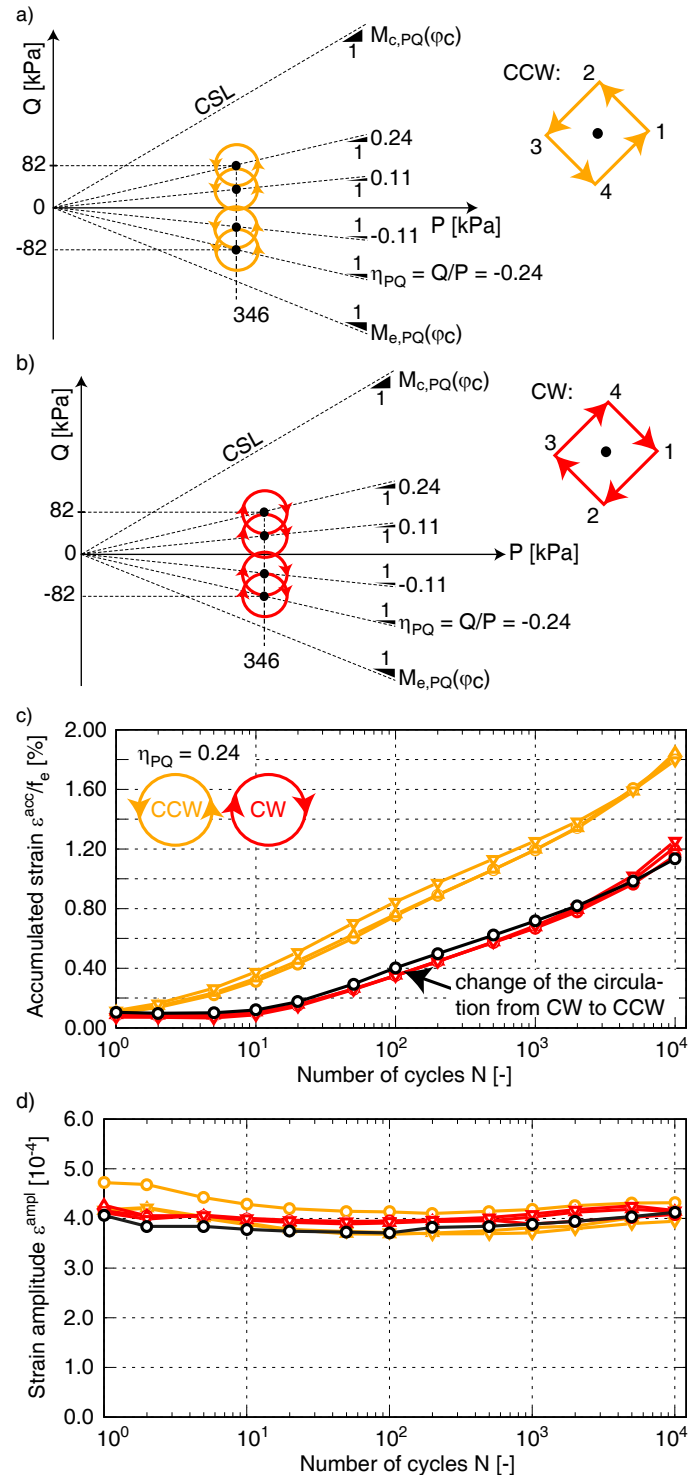 a)
Q [kPa]
M_c,PQ(φ_C)
1
CSL
CCW:
2
1
3
4
82
0.24
1
0.11
1
0
P [kPa]
-0.11
1
-82
1
η_PQ = Q/P = -0.24
346
1
M_e,PQ(φ_C)
b)
Q [kPa]
M_c,PQ(φ_C)
1
CSL
CW:
4
3
1
2
82
0.24
1
0.11
1
0
P [kPa]
1
-0.11
-82
1
η_PQ = Q/P = -0.24
346
1
M_e,PQ(φ_C)
c)
Accumulated strain ε^acc/f_e [%]
2.00
η_PQ = 0.24
1.60
CCW
CW
1.20
0.80
0.40
change of the circula-
tion from CW to CCW
0.00
10^0 10^1 10^2 10^3 10^4
Number of cycles N [-]
d)
Strain amplitude ε^ampl [10^-4]
6.0
5.0
4.0
3.0
2.0
1.0
0.0
10^0 10^1 10^2 10^3 10^4
Number of cycles N [-]